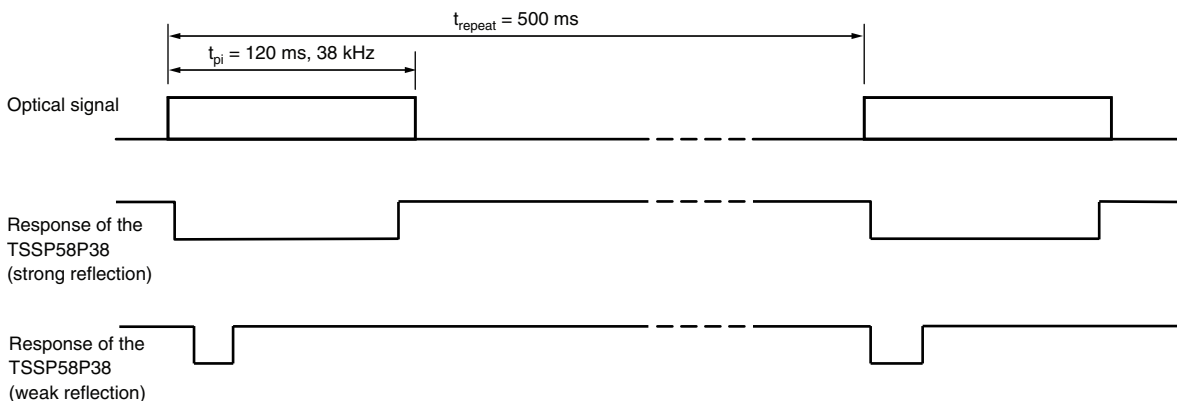 t_repeat = 500 ms
t_pi = 120 ms, 38 kHz
Optical signal
Response of the
TSSP58P38
(strong reflection)
Response of the
TSSP58P38
(weak reflection)